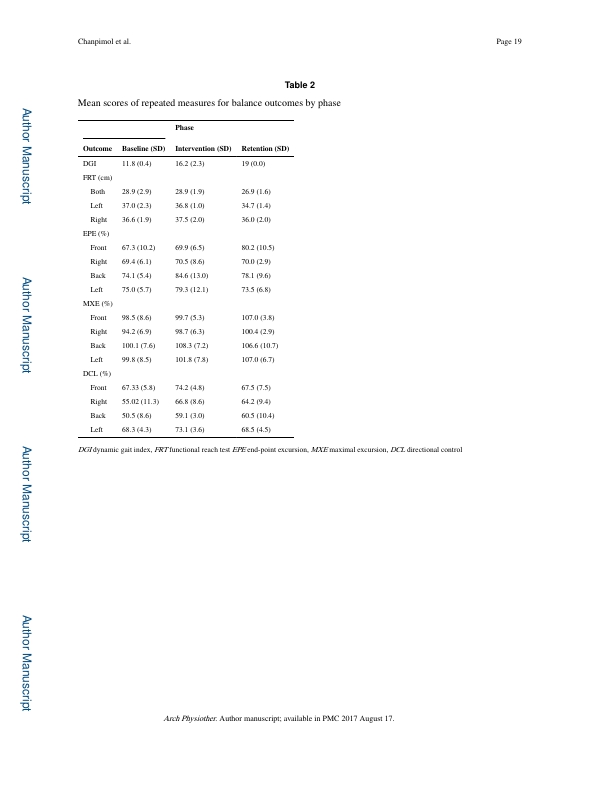 Chanpimol et al. Page 19
Table 2
Mean scores of repeated measures for balance outcomes by phase
Phase
Outcome Baseline (SD) Intervention (SD) Retention (SD)
DGI 11.8 (0.4) 16.2 (2.3) 19 (0.0)
FRT (cm)
Both 28.9 (2.9) 28.9 (1.9) 26.9 (1.6)
Left 37.0 (2.3) 36.8 (1.0) 34.7 (1.4)
Right 36.6 (1.9) 37.5 (2.0) 36.0 (2.0)
EPE (%)
Front 67.3 (10.2) 69.9 (6.5) 80.2 (10.5)
Right 69.4 (6.1) 70.5 (8.6) 70.0 (2.9)
Back 74.1 (5.4) 84.6 (13.0) 78.1 (9.6)
Left 75.0 (5.7) 79.3 (12.1) 73.5 (6.8)
MXE (%)
Front 98.5 (8.6) 99.7 (5.3) 107.0 (3.8)
Right 94.2 (6.9) 98.7 (6.3) 100.4 (2.9)
Back 100.1 (7.6) 108.3 (7.2) 106.6 (10.7)
Left 99.8 (8.5) 101.8 (7.8) 107.0 (6.7)
DCL (%)
Front 67.33 (5.8) 74.2 (4.8) 67.5 (7.5)
Right 55.02 (11.3) 66.8 (8.6) 64.2 (9.4)
Back 50.5 (8.6) 59.1 (3.0) 60.5 (10.4)
Left 68.3 (4.3) 73.1 (3.6) 68.5 (4.5)
DGI dynamic gait index, FRT functional reach test EPE end-point excursion, MXE maximal excursion, DCL directional control
Arch Physiother. Author manuscript; available in PMC 2017 August 17.
Author Manuscript
Author Manuscript
Author Manuscript
Author Manuscript